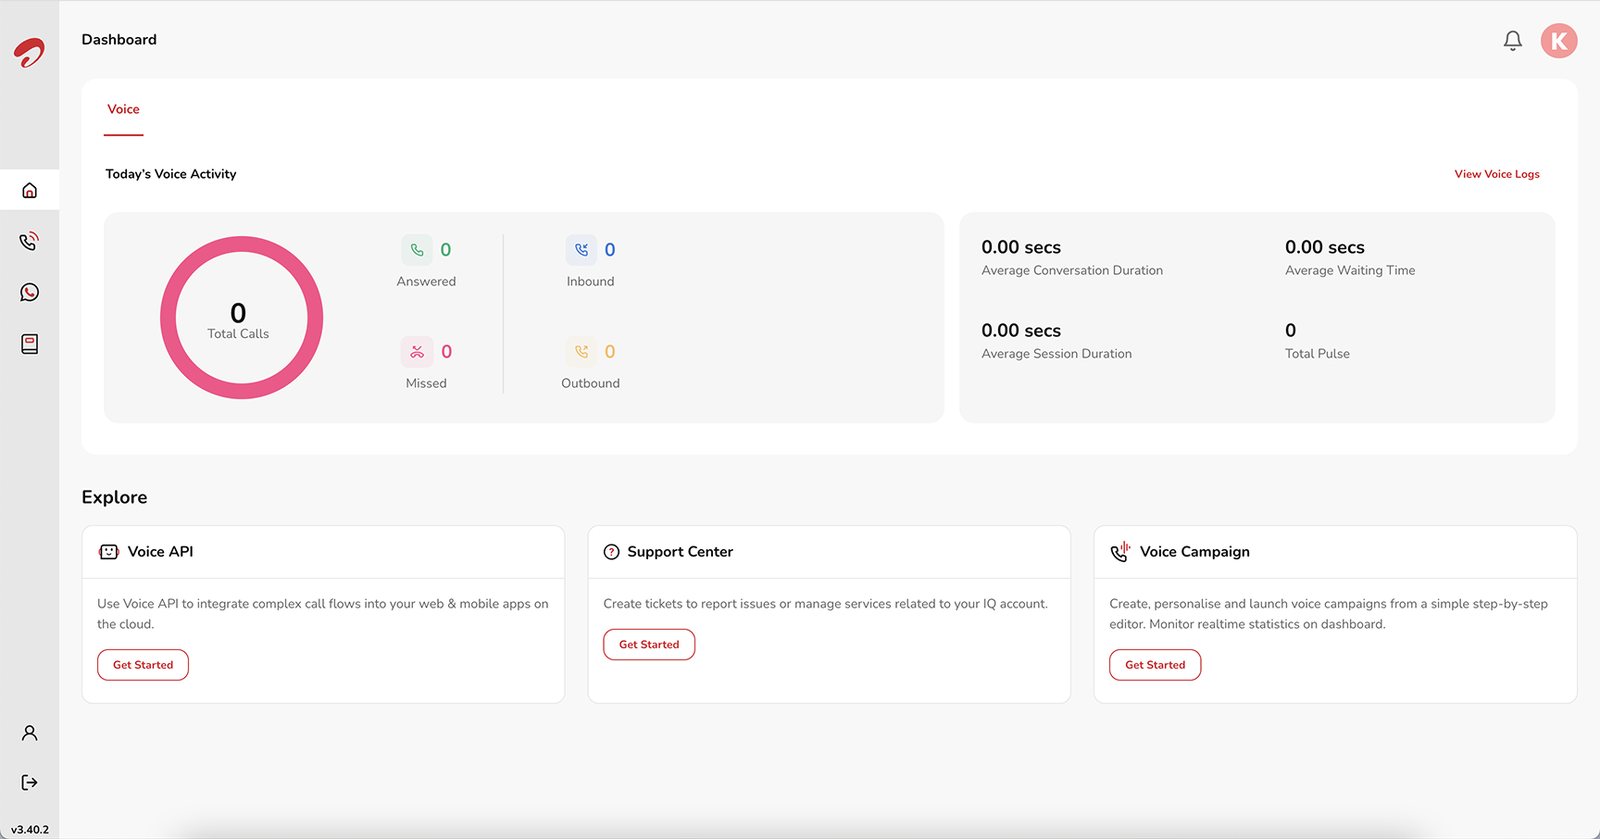 Dashboard
K
Voice
Today's Voice Activity
View Voice Logs
0
Total Calls
0
Answered
0
Inbound
0
Missed
0
Outbound
0.00 secs
Average Conversation Duration
0.00 secs
Average Waiting Time
0.00 secs
Average Session Duration
0
Total Pulse
Explore
Voice API
Use Voice API to integrate complex call flows into your web & mobile apps on
the cloud.
Get Started
Support Center
Create tickets to report issues or manage services related to your IQ account.
Get Started
Voice Campaign
Create, personalise and launch voice campaigns from a simple step-by-step
editor. Monitor realtime statistics on dashboard.
Get Started
v3.40.2